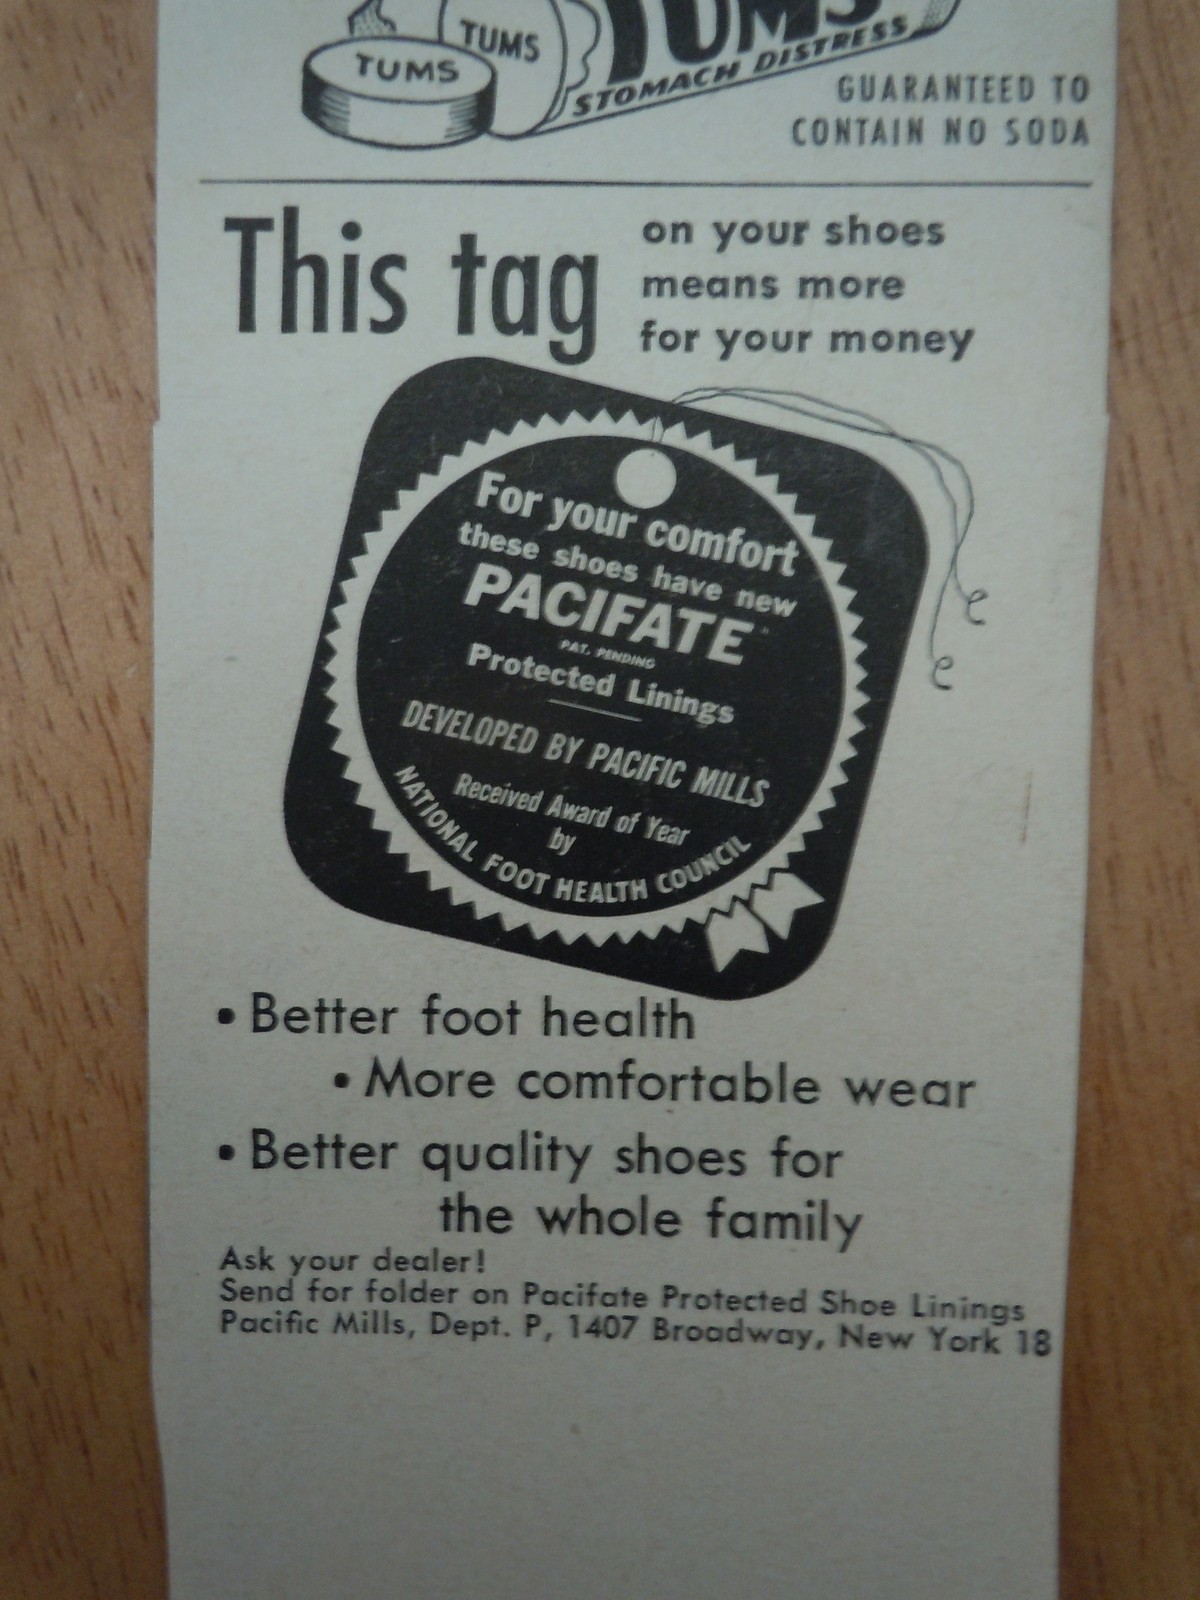 TUMS
TUMS
TUMS
STOMACH DISTRESS
GUARANTEED TO
CONTAIN NO SODA
This tag
on your shoes
means more
for your money
For your comfort
these shoes have new
PACIFATE
PAT. PENDING
Protected Linings
DEVELOPED BY PACIFIC MILLS
Received Award of Year
by
NATIONAL FOOT HEALTH COUNCIL
• Better foot health
• More comfortable wear
• Better quality shoes for
the whole family
Ask your dealer!
Send for folder on Pacifate Protected Shoe Linings
Pacific Mills, Dept. P, 1407 Broadway, New York 18